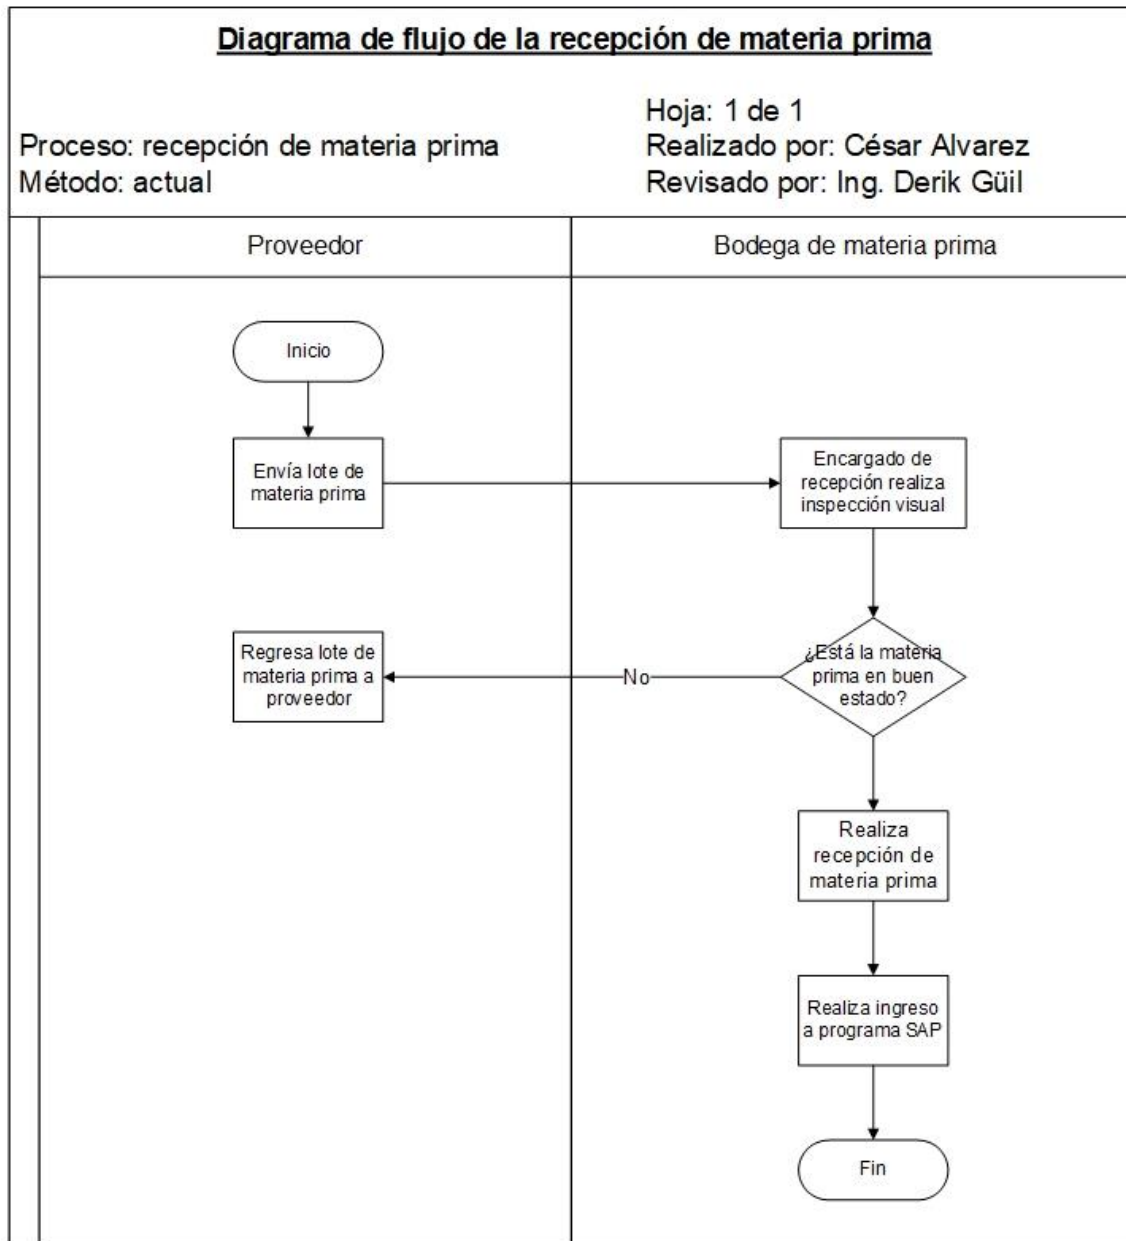 Diagrama de flujo de la recepción de materia prima
Hoja: 1 de 1
Proceso: recepción de materia prima
Realizado por: César Alvarez
Método: actual
Revisado por: Ing. Derik Güil
Proveedor
Bodega de materia prima
Inicio
Envía lote de
materia prima
Encargado de
recepción realiza
inspección visual
Regresa lote de
materia prima a
proveedor
No
¿Está la materia
prima en buen
estado?
Realiza
recepción de
materia prima
Realiza ingreso
a programa SAP
Fin